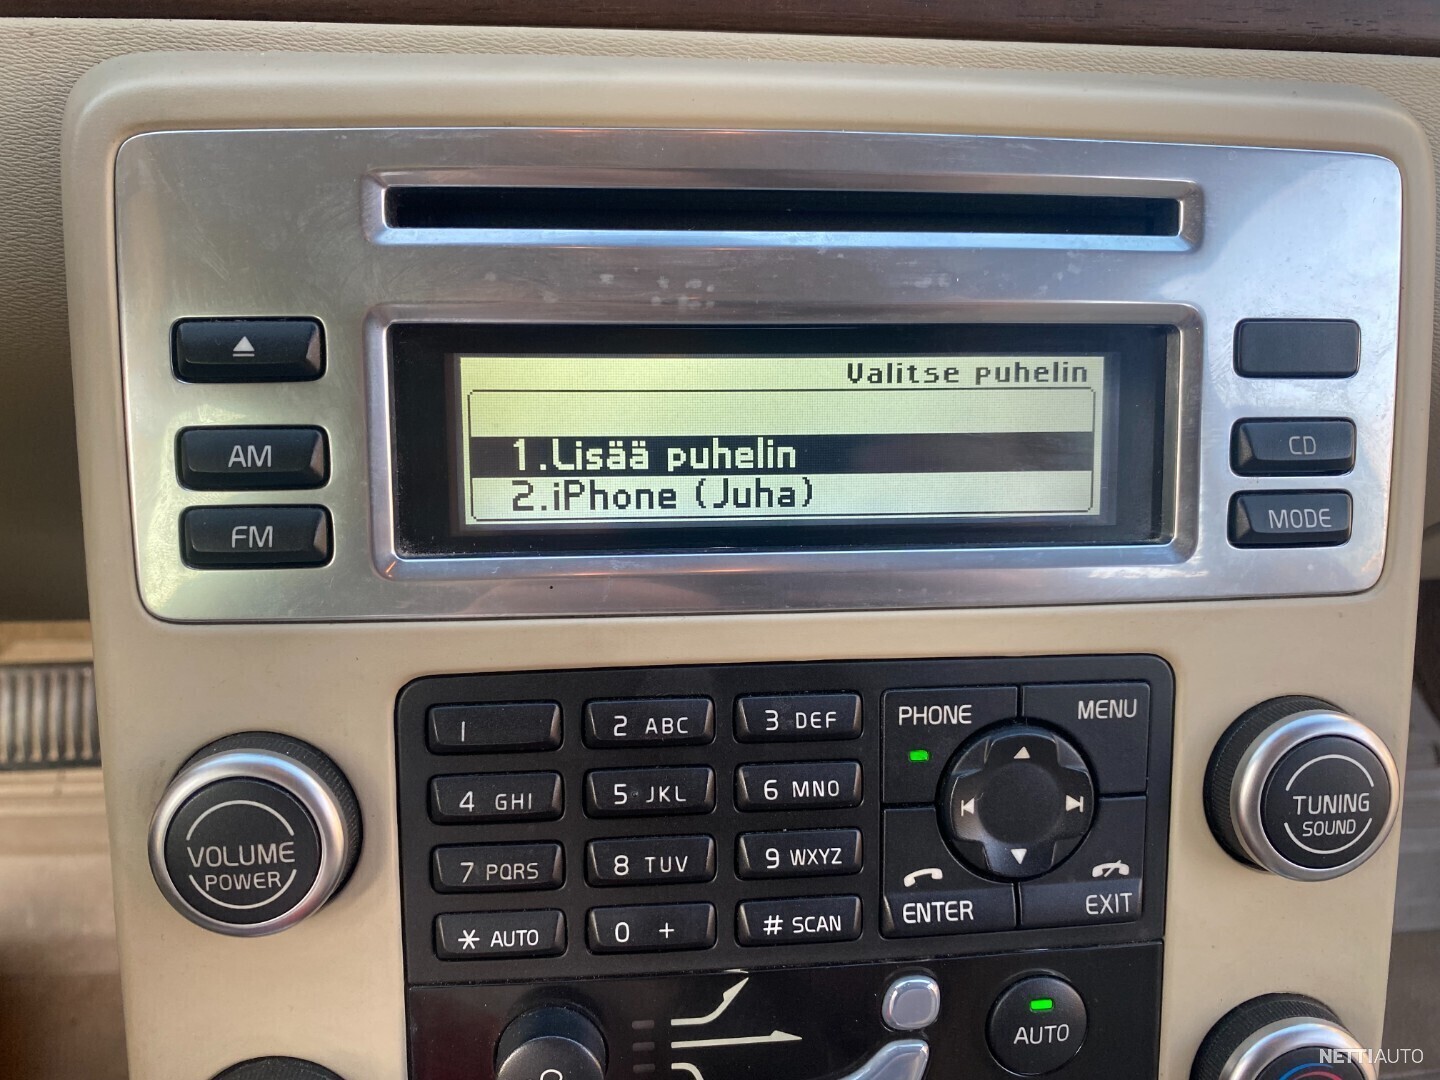 Valitse puhelin
1.Lisää puhelin
2.iPhone (Juha)
AM
FM
CD
MODE
1
2 ABC
3 DEF
4 GHI
5 JKL
6 MNO
7 PQRS
8 TUV
9 WXYZ
* AUTO
0 +
# SCAN
PHONE
MENU
ENTER
EXIT
VOLUME
POWER
TUNING
SOUND
AUTO
NETTIAUTO